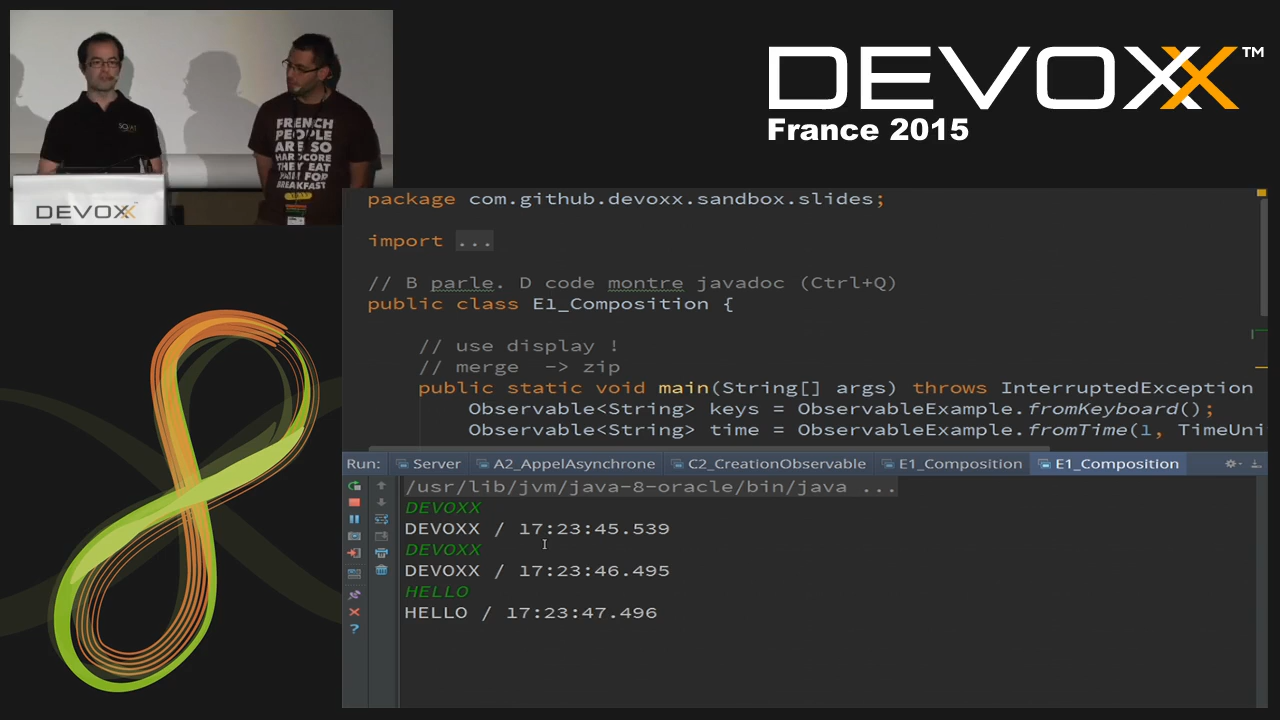 DEVOXX™
France 2015
SQLI
FRENCH
PEOPLE
ARE SO
HARDCORE
THEY EAT
PAIN FOR
BREAKFAST
DEVOXX
package com.github.devoxx.sandbox.slides;
import ...
// B parle. D code montre javadoc (Ctrl+Q)
public class E1_Composition {
// use display !
// merge -> zip
public static void main(String[] args) throws InterruptedException
Observable<String> keys = ObservableExample.fromKeyboard();
Observable<String> time = ObservableExample.fromTime(1, TimeUni
Run: Server A2_AppelAsynchrone C2_CreationObservable E1_Composition E1_Composition
/usr/lib/jvm/java-8-oracle/bin/java ...
DEVOXX
DEVOXX / 17:23:45.539
DEVOXX
DEVOXX / 17:23:46.495
HELLO
HELLO / 17:23:47.496